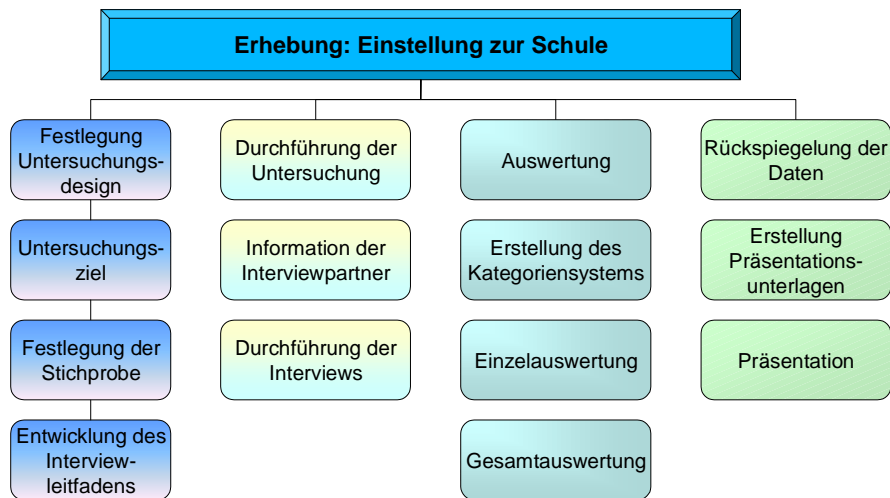 Erhebung: Einstellung zur Schule
Festlegung
Untersuchungs-
design
Untersuchungs-
ziel
Festlegung der
Stichprobe
Entwicklung des
Interview-
leitfadens
Durchführung der
Untersuchung
Information der
Interviewpartner
Durchführung der
Interviews
Auswertung
Erstellung des
Kategoriensystems
Einzelauswertung
Gesamtauswertung
Rückspiegelung der
Daten
Erstellung
Präsentations-
unterlagen
Präsentation